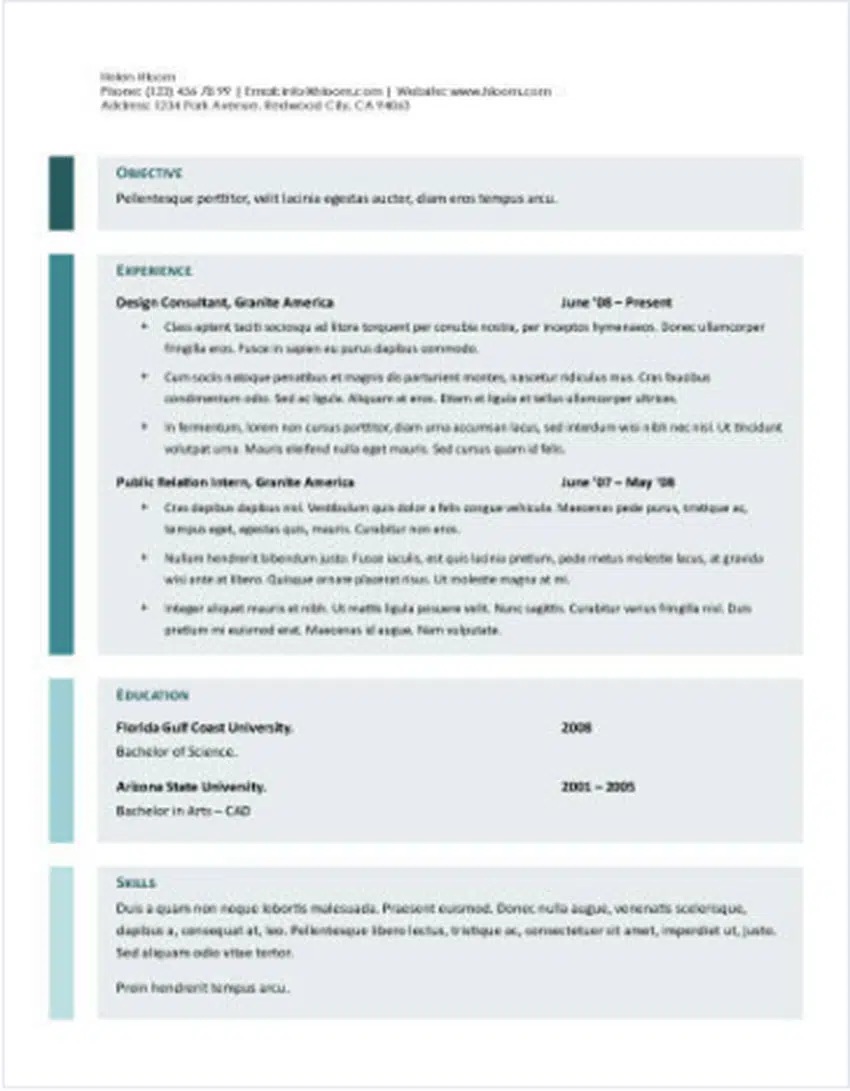 Helen Hloom
Phone: (123) 456 78 99 | Email: info@hloom.com | Website: www.hloom.com
Address: 1234 Park Avenue, Redwood City, CA 94063
OBJECTIVE
Pellentesque porttitor, velit lacinia egestas auctor, diam eros tempus arcu.
EXPERIENCE
Design Consultant, Granite America June '08 – Present
Class aptent taciti sociosqu ad litora torquent per conubia nostra, per inceptos hymenaeos. Donec ullamcorper
fringilla eros. Fusce in sapien eu purus dapibus commodo.
Cum sociis natoque penatibus et magnis dis parturient montes, nascetur ridiculus mus. Cras faucibus
condimentum odio. Sed ac ligula. Aliquam at eros. Etiam at ligula et tellus ullamcorper ultrices.
In fermentum, lorem non cursus porttitor, diam urna accumsan lacus, sed interdum wisi nibh nec nisl. Ut tincidunt
volutpat urna. Mauris eleifend nulla eget mauris. Sed cursus quam id felis.
Public Relation Intern, Granite America June '07 – May '08
Cras dapibus dapibus nisl. Vestibulum quis dolor a felis congue vehicula. Maecenas pede purus, tristique ac,
tempus eget, egestas quis, mauris. Curabitur non eros.
Nullam hendrerit bibendum justo. Fusce iaculis, est quis lacinia pretium, pede metus molestie lacus, at gravida
wisi ante at libero. Quisque ornare placerat risus. Ut molestie magna at mi.
Integer aliquet mauris et nibh. Ut mattis ligula posuere velit. Nunc sagittis. Curabitur varius fringilla nisl. Duis
pretium mi euismod erat. Maecenas id augue. Nam vulputate.
EDUCATION
Florida Gulf Coast University. 2008
Bachelor of Science.
Arizona State University. 2001 – 2005
Bachelor in Arts – CAD
SKILLS
Duis a quam non neque lobortis malesuada. Praesent euismod. Donec nulla augue, venenatis scelerisque,
dapibus a, consequat at, leo. Pellentesque libero lectus, tristique ac, consectetuer sit amet, imperdiet ut, justo.
Sed aliquam odio vitae tortor.
Proin hendrerit tempus arcu.